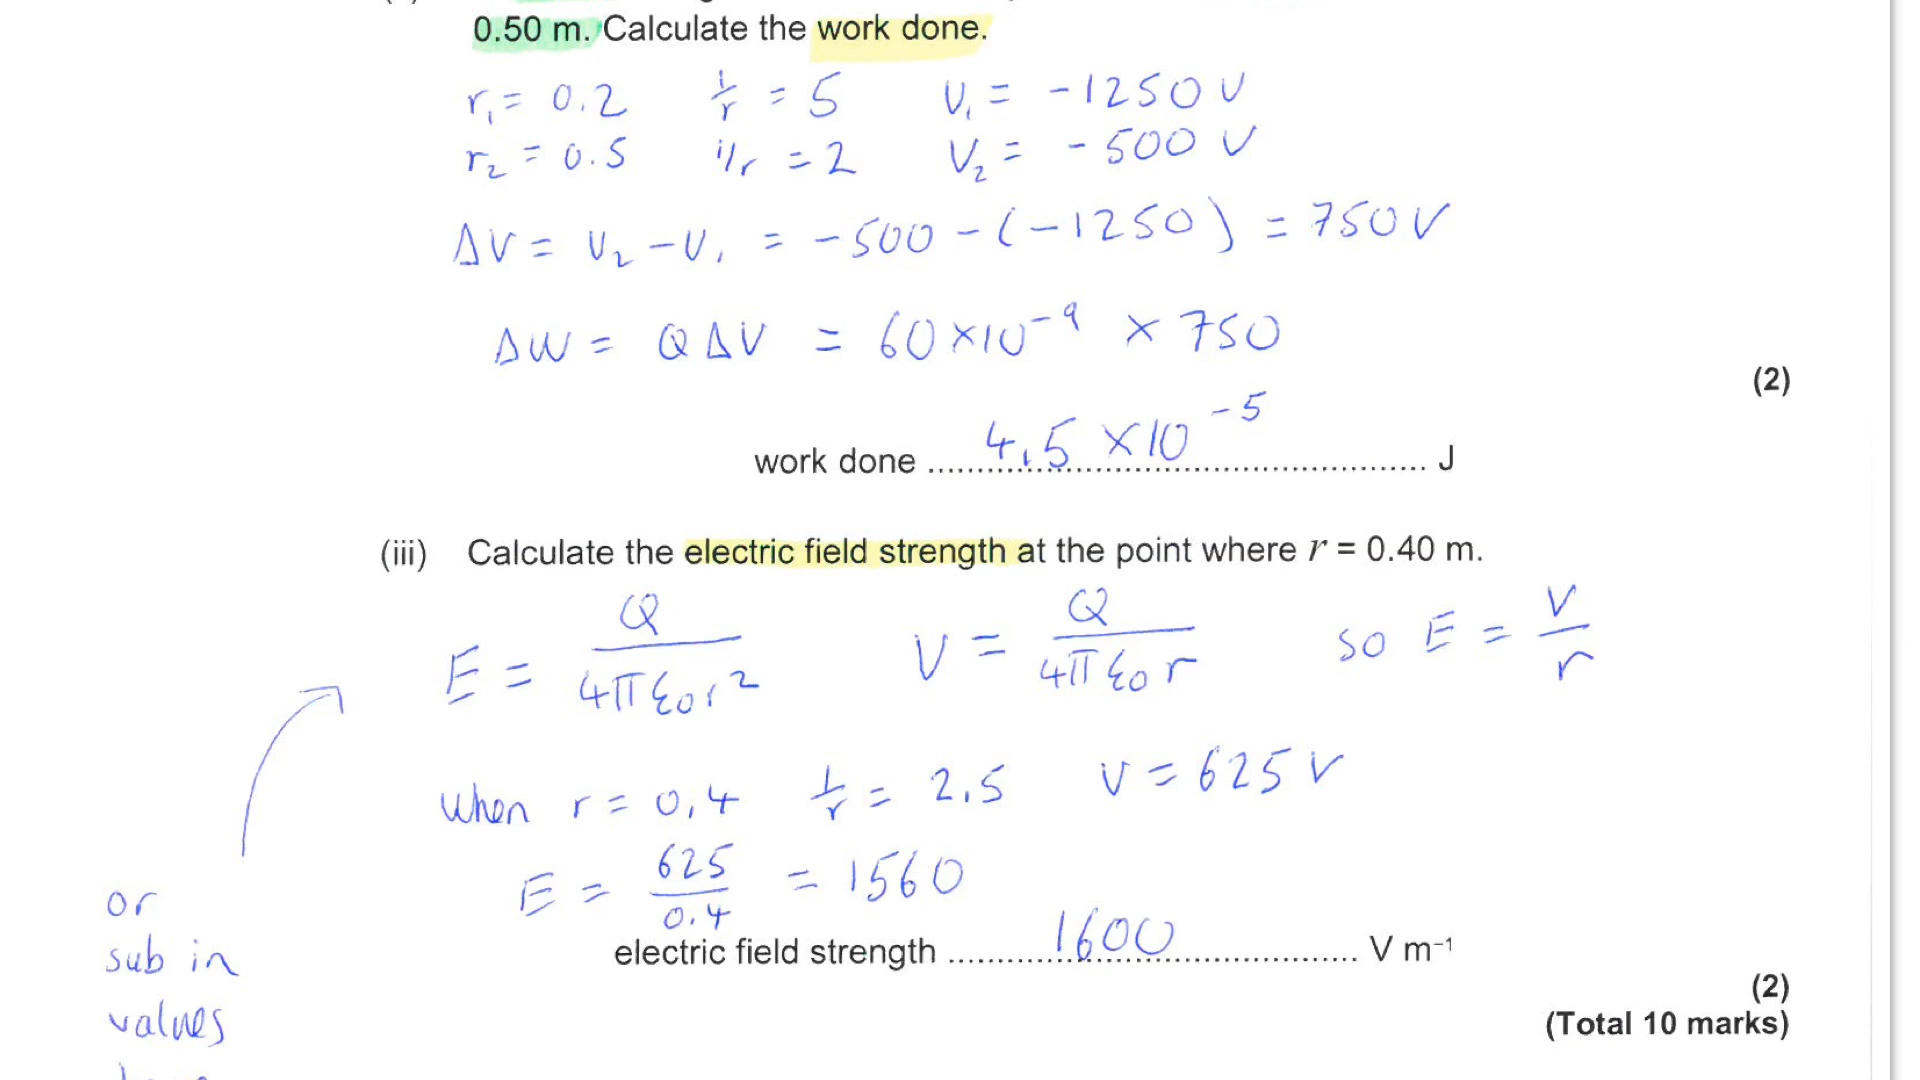 0.50 m. Calculate the work done.
r₁ = 0.2 1/r = 5 V₁ = -1250 V
r₂ = 0.5 1/r = 2 V₂ = -500 V
ΔV = V₂ - V₁ = -500 - (-1250) = 750 V
ΔW = QΔV = 60×10⁻⁹ × 750
(2)
work done 4.5 ×10⁻⁵ J
(iii) Calculate the electric field strength at the point where r = 0.40 m.
E = Q/4πε₀r² V = Q/4πε₀r so E = V/r
when r = 0.4 1/r = 2.5 V = 625 V
E = 625/0.4 = 1560
electric field strength 1600 V m⁻¹
(2)
(Total 10 marks)
or
sub in
values